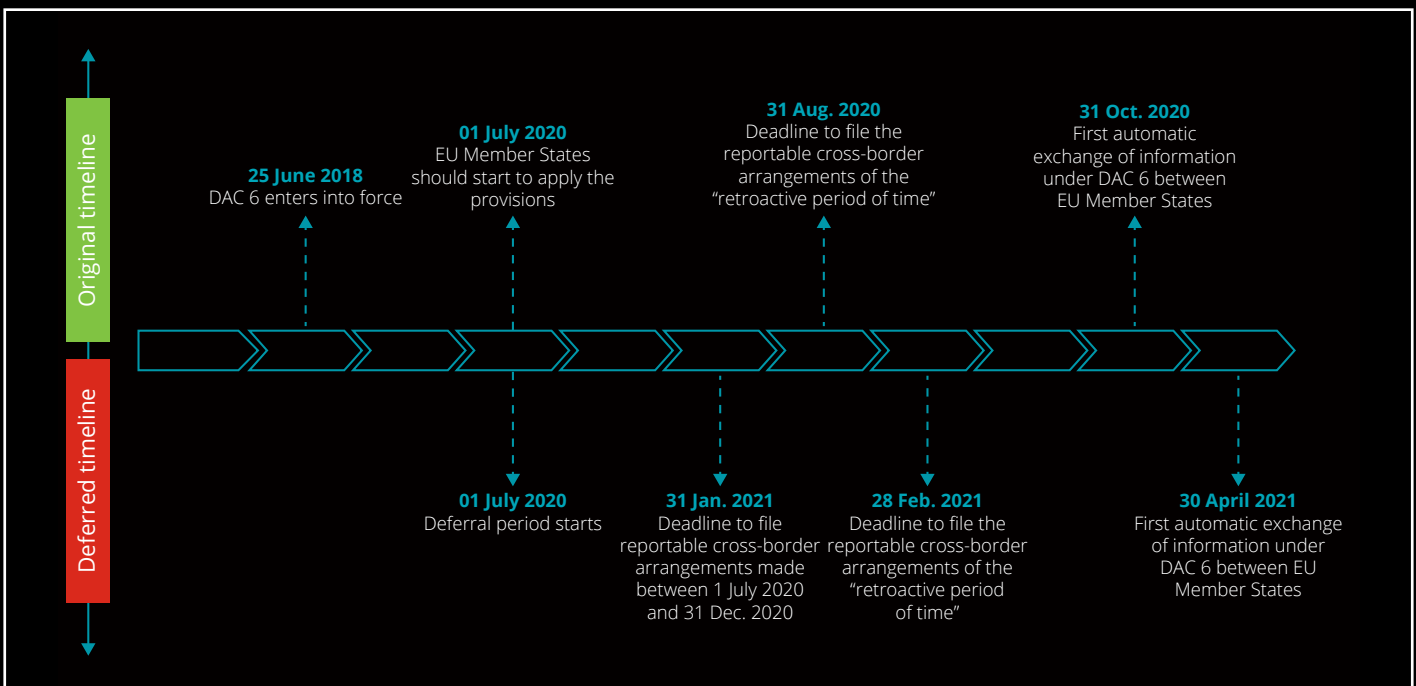 Original timeline
25 June 2018
DAC 6 enters into force
01 July 2020
EU Member States
should start to apply the
provisions
31 Aug. 2020
Deadline to file the
reportable cross-border
arrangements of the
“retroactive period of time”
31 Oct. 2020
First automatic
exchange of information
under DAC 6 between
EU Member States
Deferred timeline
01 July 2020
Deferral period starts
31 Jan. 2021
Deadline to file
reportable cross-border
arrangements made
between 1 July 2020
and 31 Dec. 2020
28 Feb. 2021
Deadline to file the
reportable cross-border
arrangements of the
“retroactive period
of time”
30 April 2021
First automatic exchange
of information under
DAC 6 between EU
Member States